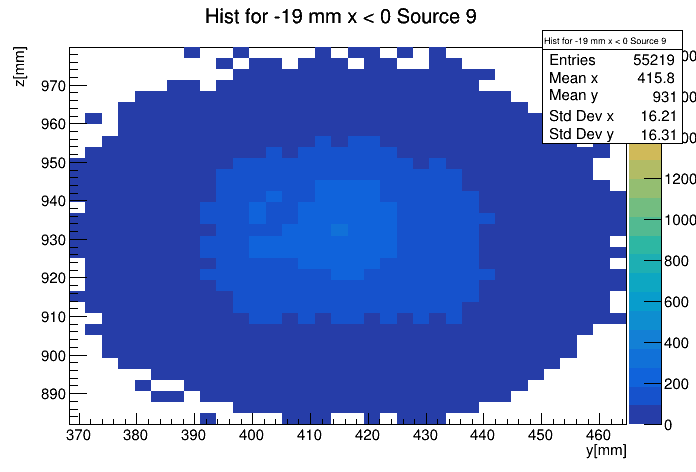 Hist for -19 mm x < 0 Source 9
Hist for -19 mm x < 0 Source 9
Entries 55219
Mean x 415.8
Mean y 931
Std Dev x 16.21
Std Dev y 16.31
z[mm]
970
960
950
940
930
920
910
900
890
1200
1000
800
600
400
200
0
370 380 390 400 410 420 430 440 450 460
y[mm]